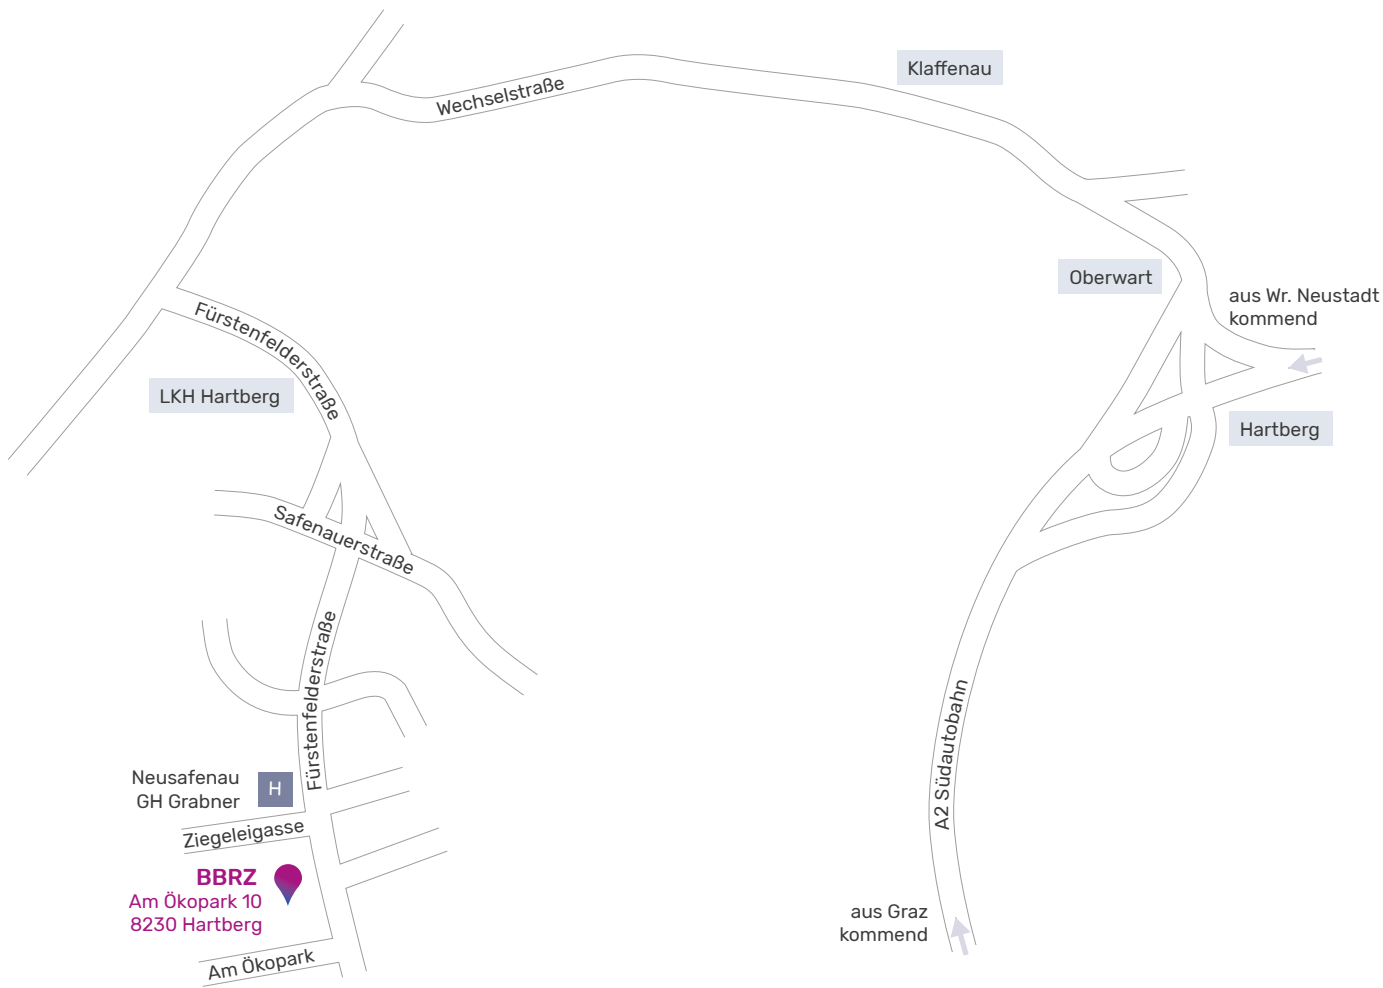 Klaffenau
Wechselstraße
Oberwart
aus Wr. Neustadt
kommend
Fürstenfelderstraße
LKH Hartberg
Hartberg
Safenauerstraße
Fürstenfelderstraße
A2 Südautobahn
Neusafenau
GH Grabner
H
Ziegeleigasse
BBRZ
Am Ökopark 10
8230 Hartberg
aus Graz
kommend
Am Ökopark